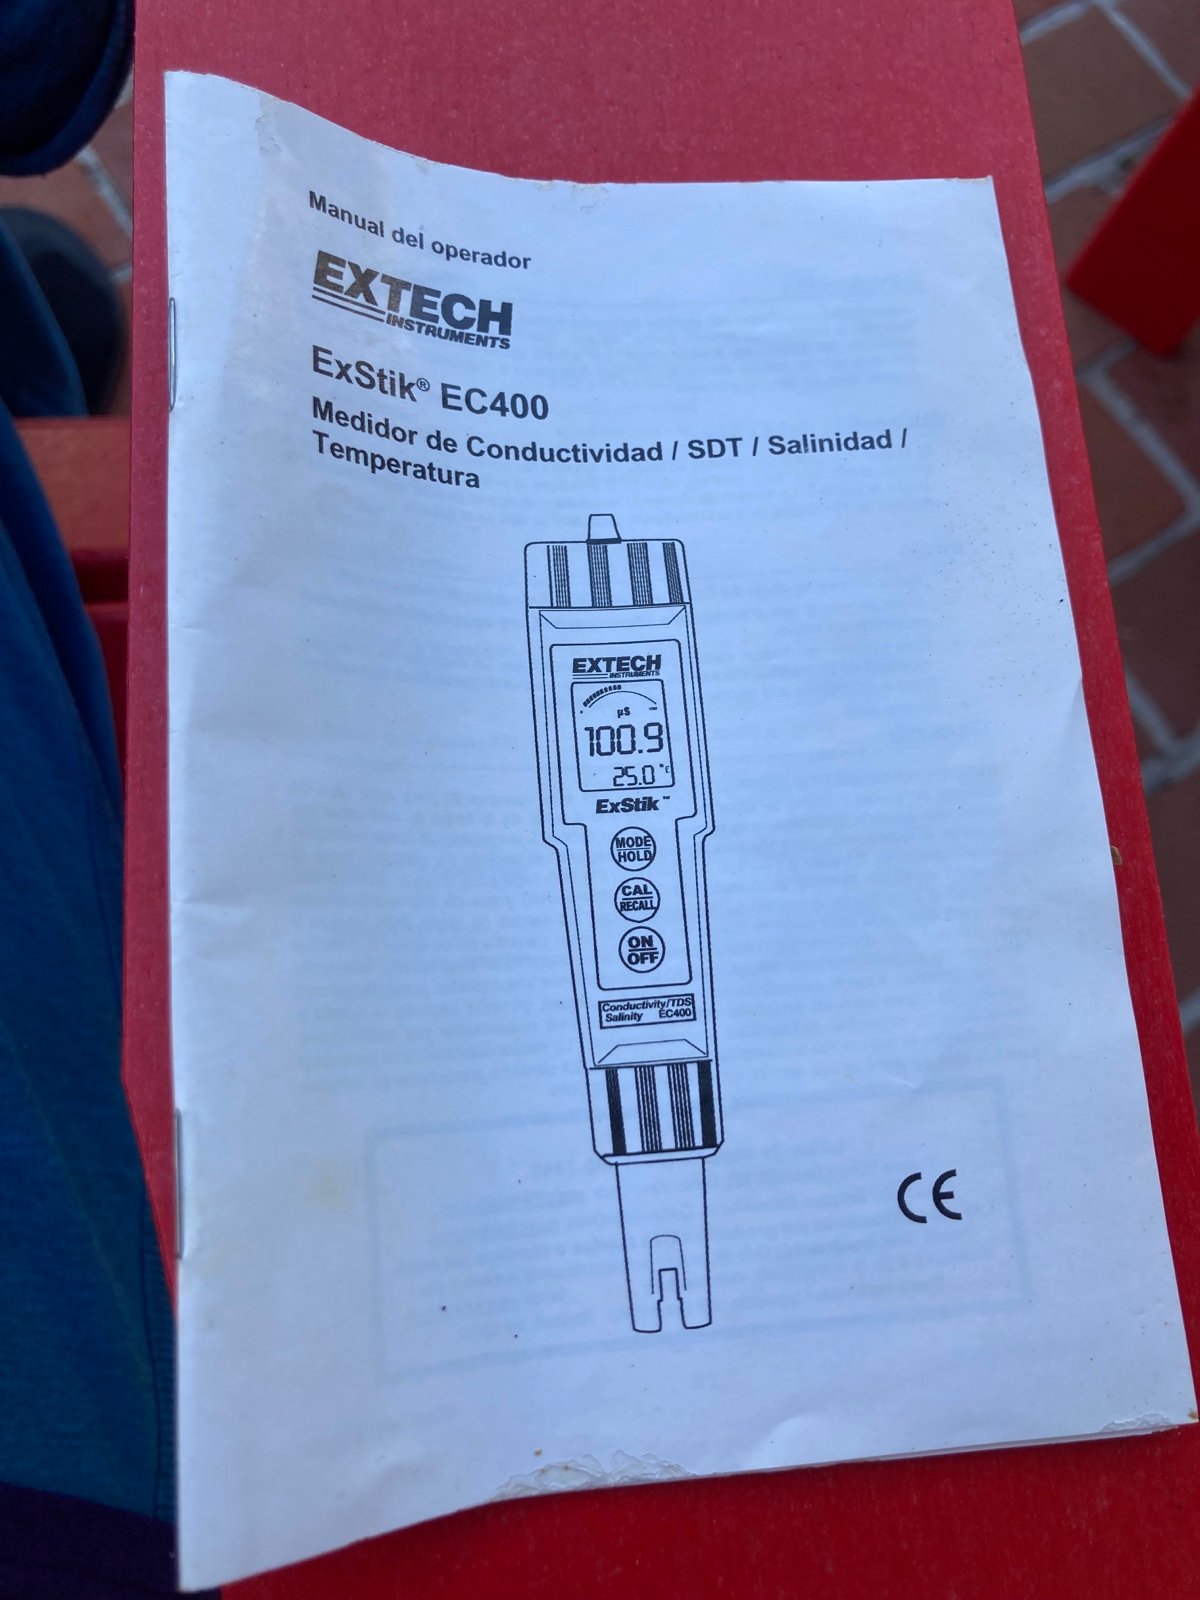 Manual del operador
EXTECH
INSTRUMENTS
ExStik® EC400
Medidor de Conductividad / SDT / Salinidad /
Temperatura
EXTECH
INSTRUMENTS
µS
100.9
25.0 °C
ExStik™
MODE
HOLD
CAL
RECALL
ON
OFF
Conductivity/TDS
Salinity EC400
CE